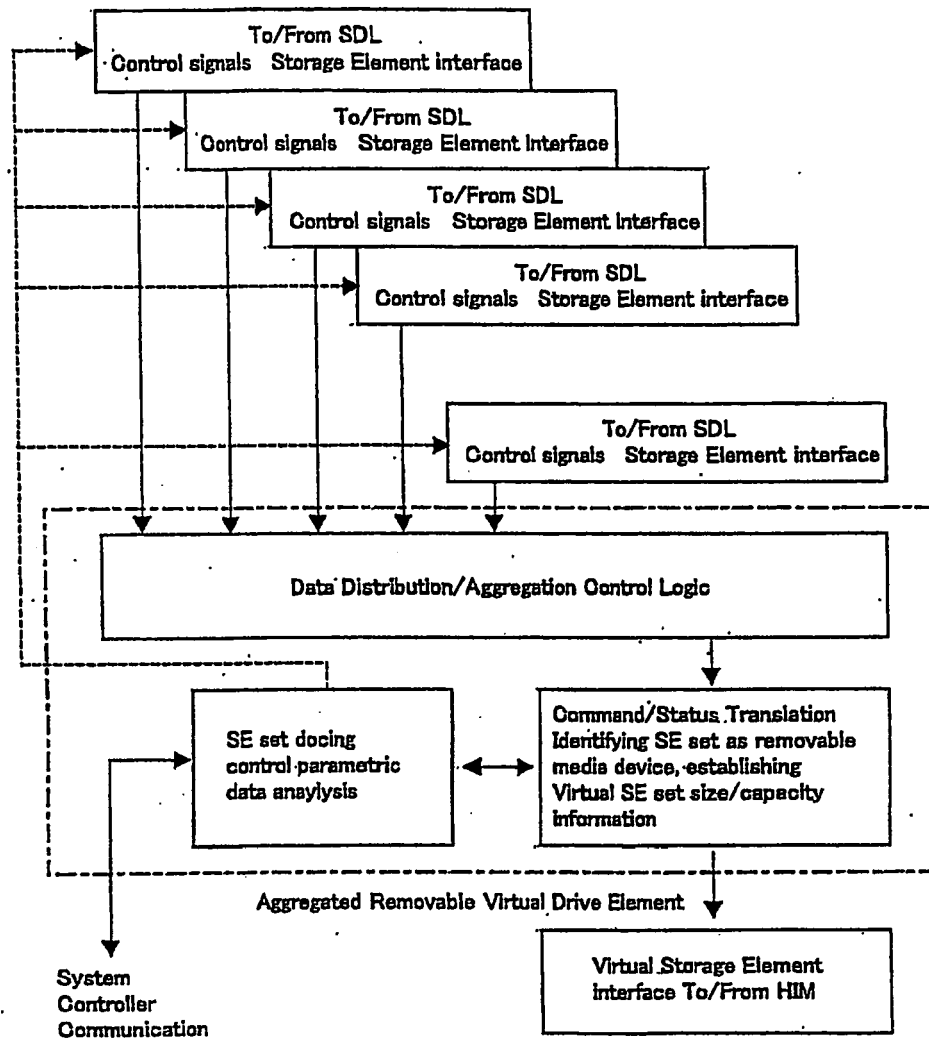 To/From SDL
Control signals Storage Element interface
To/From SDL
Control signals Storage Element Interface
To/From SDL
Control signals Storage Element Interface
To/From SDL
Control signals Storage Element interface
To/From SDL
Control signals Storage Element interface
Data Distribution/Aggregation Control Logic
SE set docing
control parametric
data anaylysis
Command/Status Translation
Identifying SE set as removable
media device, establishing
Virtual SE set size/capacity
information
Aggregated Removable Virtual Drive Element
System
Controller
Communication
Virtual Storage Element
interface To/From HIM